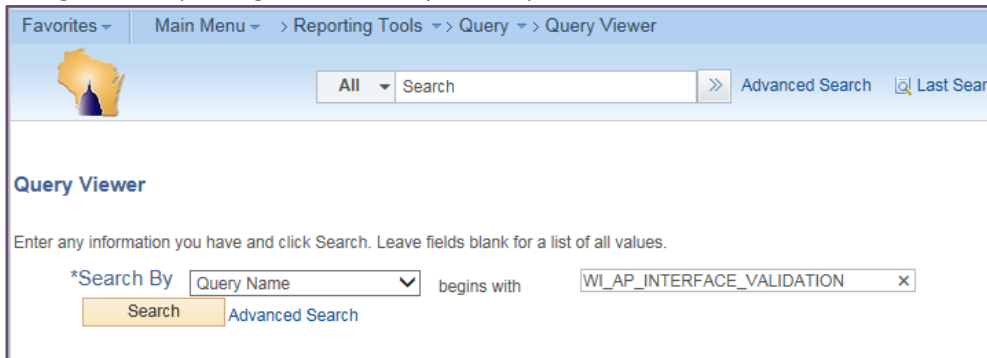 Favorites Main Menu > Reporting Tools > Query > Query Viewer
All Search Advanced Search Last Sear
Query Viewer
Enter any information you have and click Search. Leave fields blank for a list of all values.
*Search By Query Name begins with WI_AP_INTERFACE_VALIDATION ×
Search Advanced Search